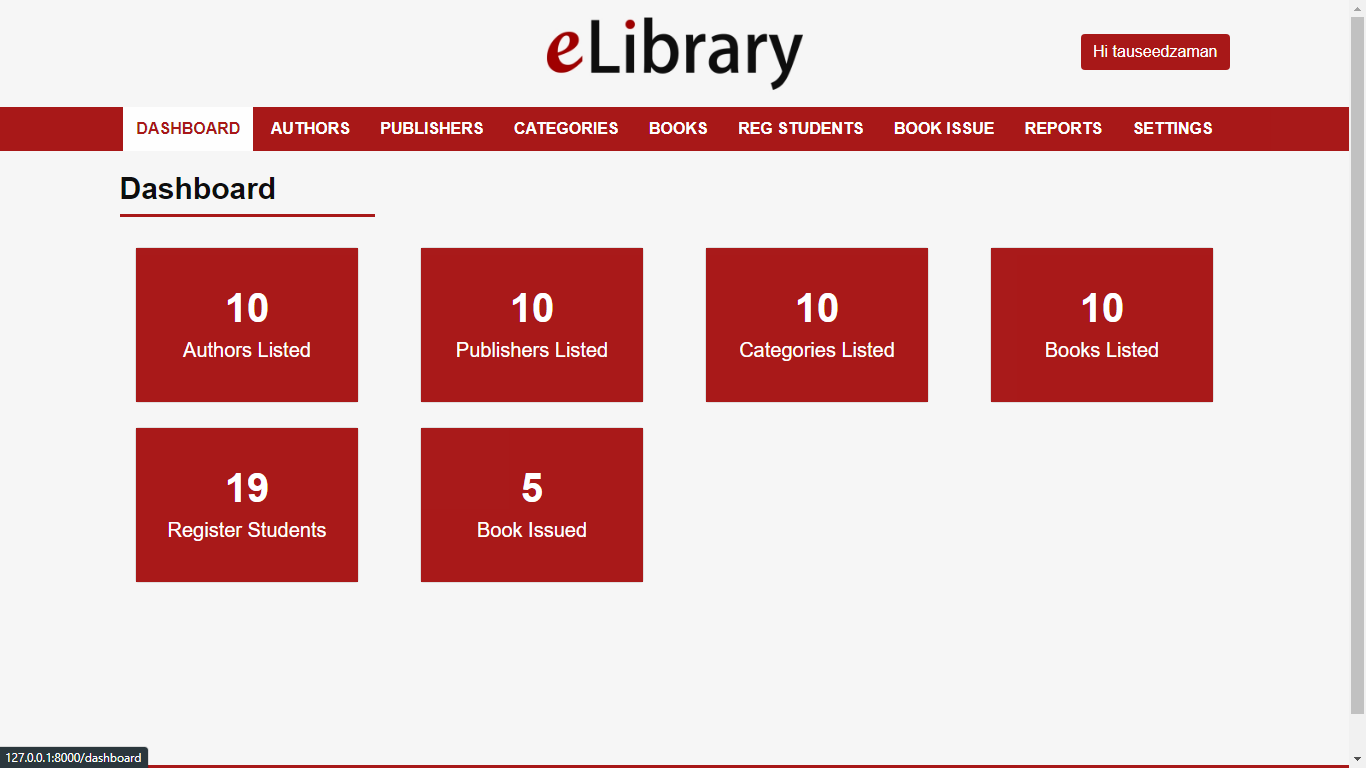 eLibrary
Hi tauseedzaman
DASHBOARD AUTHORS PUBLISHERS CATEGORIES BOOKS REG STUDENTS BOOK ISSUE REPORTS SETTINGS
Dashboard
10
Authors Listed
10
Publishers Listed
10
Categories Listed
10
Books Listed
19
Register Students
5
Book Issued
127.0.0.1:8000/dashboard